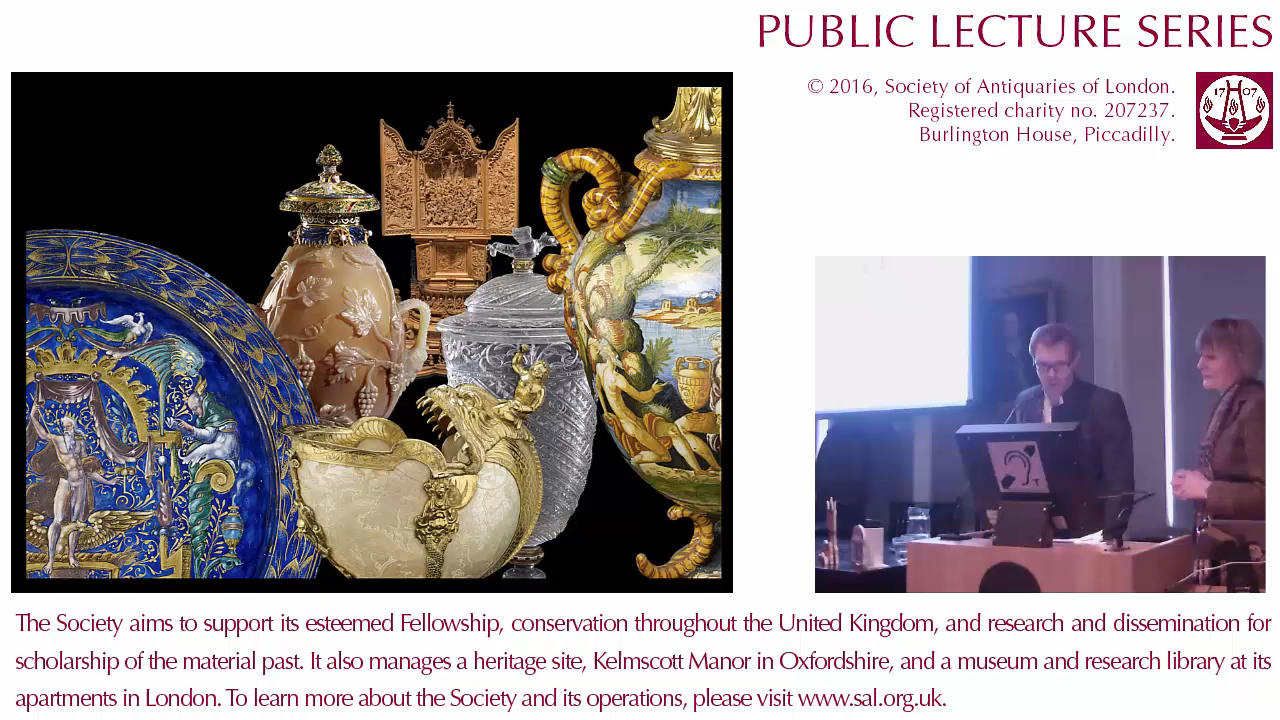 PUBLIC LECTURE SERIES
© 2016, Society of Antiquaries of London.
Registered charity no. 207237.
Burlington House, Piccadilly.
17 07
T
The Society aims to support its esteemed Fellowship, conservation throughout the United Kingdom, and research and dissemination for
scholarship of the material past. It also manages a heritage site, Kelmscott Manor in Oxfordshire, and a museum and research library at its
apartments in London. To learn more about the Society and its operations, please visit www.sal.org.uk.